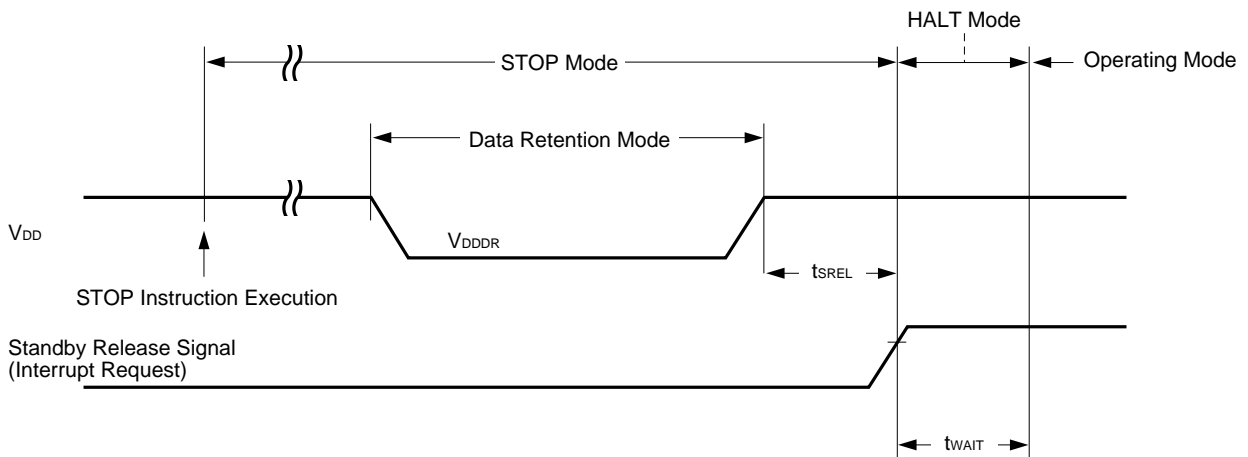 HALT Mode
STOP Mode
Operating Mode
Data Retention Mode
VDD
VDDDR
tSREL
STOP Instruction Execution
Standby Release Signal
(Interrupt Request)
tWAIT